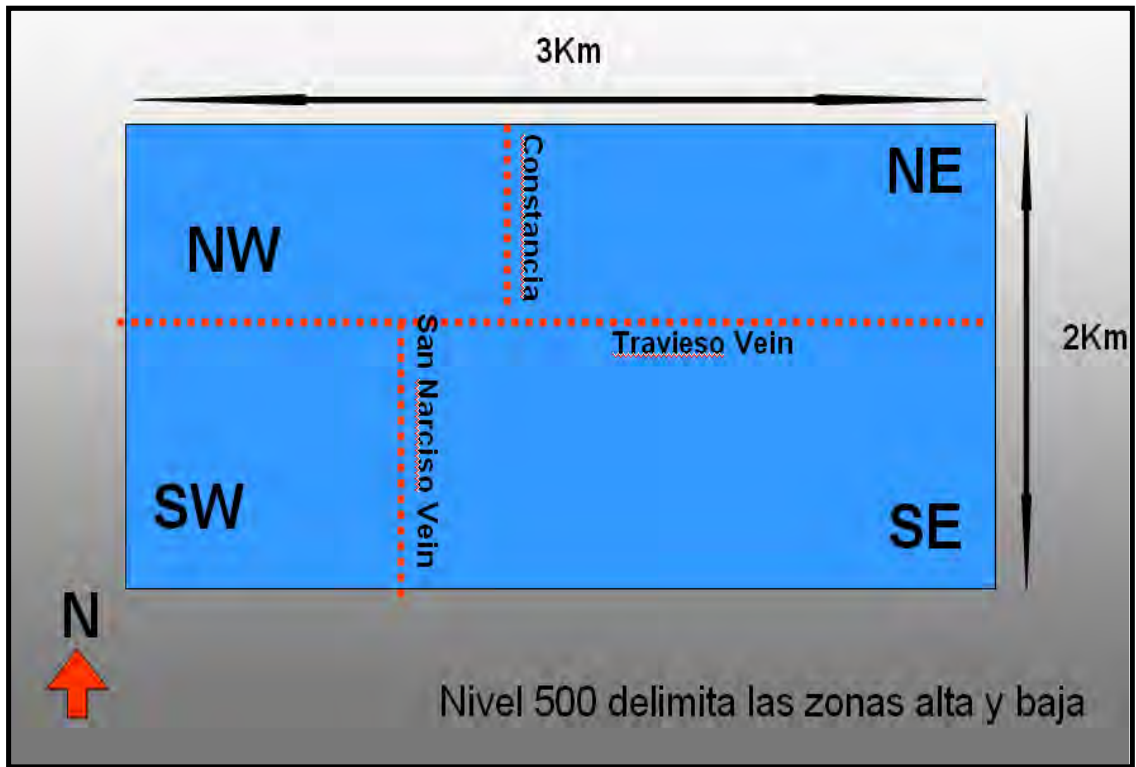 3Km
Constancia
NE
NW
San Narciso Vein
Travieso Vein
2Km
SW
SE
N
Nivel 500 delimita las zonas alta y baja